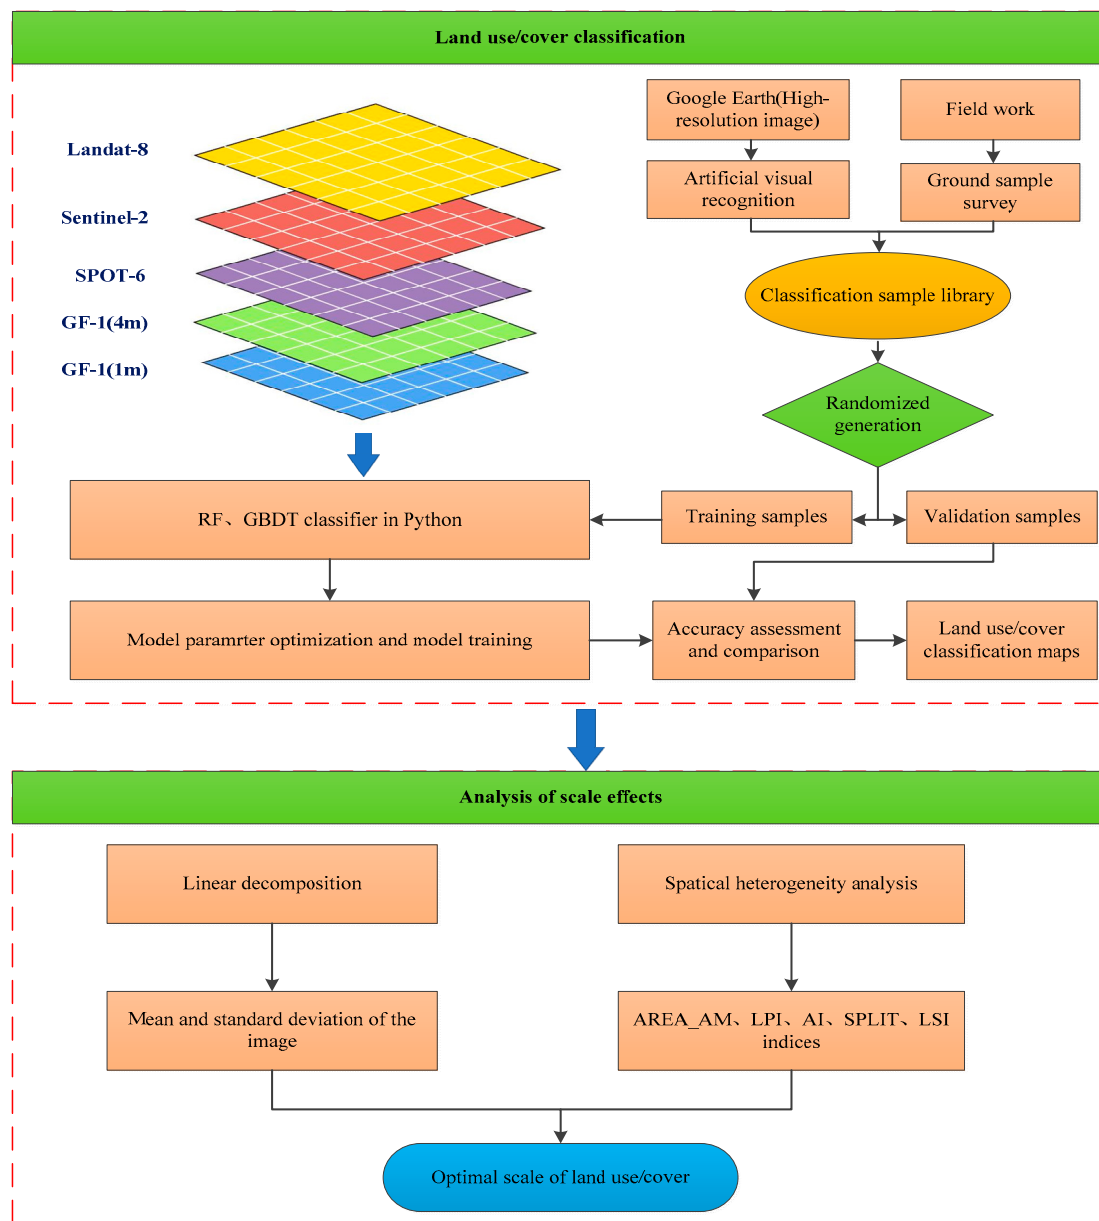 Land use/cover classification
Landat-8
Sentinel-2
SPOT-6
GF-1(4m)
GF-1(1m)
Google Earth(High-
resolution image)
Field work
Artificial visual
recognition
Ground sample
survey
Classification sample library
Randomized
generation
RF、GBDT classifier in Python
Training samples
Validation samples
Model paramrter optimization and model training
Accuracy assessment
and comparison
Land use/cover
classification maps
Analysis of scale effects
Linear decomposition
Spatical heterogeneity analysis
Mean and standard deviation of the
image
AREA_AM、LPI、AI、SPLIT、LSI
indices
Optimal scale of land use/cover